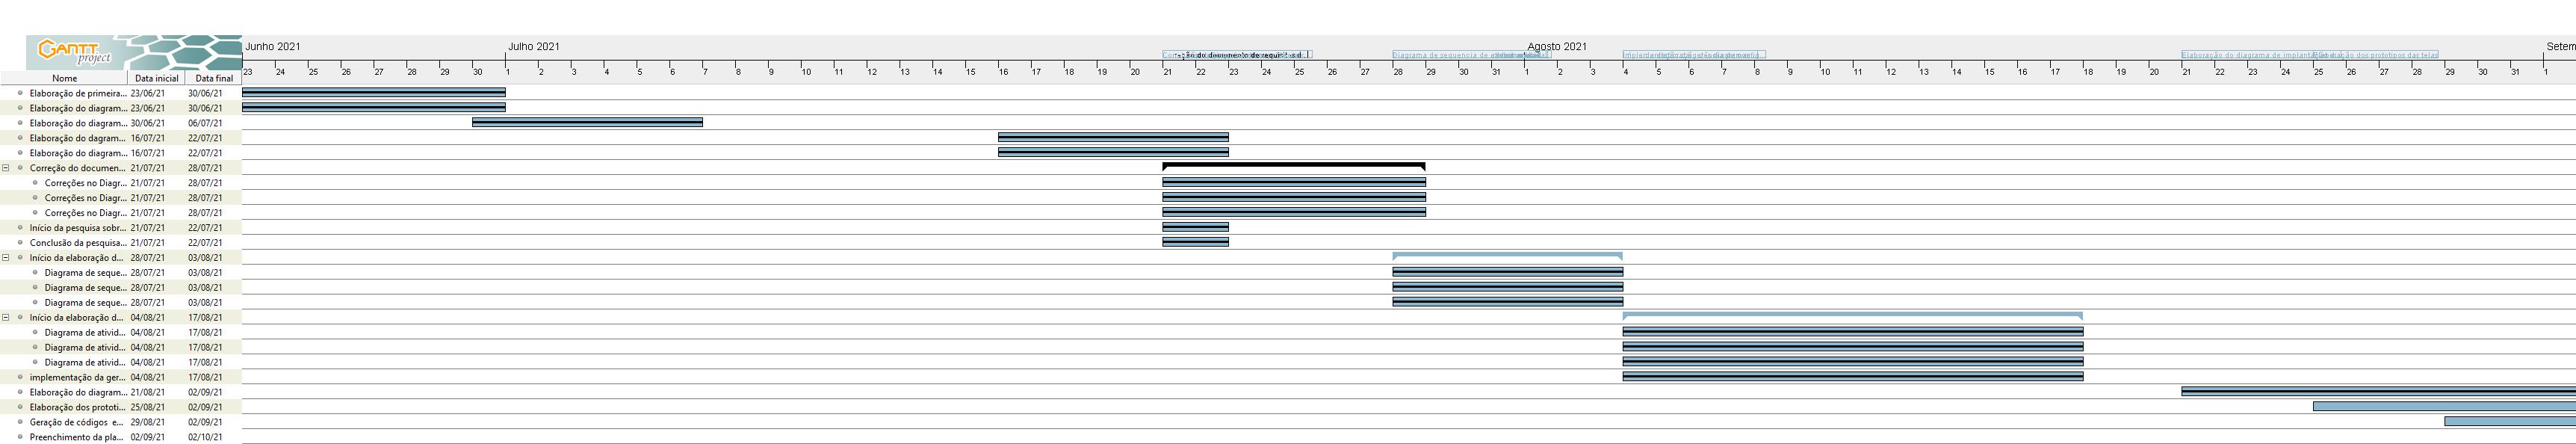 GANTT project
Junho 2021 Julho 2021 Agosto 2021
Diagrama de sequencia de
Elaboração do diagrama de implantação dos prototipos das telas
Nome Data inicial Data final
23 24 25 26 27 28 29 30 1 2 3 4 5 6 7 8 9 10 11 12 13 14 15 16 17 18 19 20 21 22 23 24 25 26 27 28 29 30 31 1 2 3 4 5 6 7 8 9 10 11 12 13 14 15 16 17 18 19 20 21 22 23 24 25 26 27 28 29 30 31 1
Elaboração de primeira... 23/06/21 30/06/21
Elaboração do diagram... 23/06/21 30/06/21
Elaboração do diagram... 30/06/21 06/07/21
Elaboração do dagram... 16/07/21 22/07/21
Elaboração do diagram... 16/07/21 22/07/21
Correção do documen... 21/07/21 28/07/21
Correções no Diagr... 21/07/21 28/07/21
Correções no Diagr... 21/07/21 28/07/21
Correções no Diagr... 21/07/21 28/07/21
Início da pesquisa sobr... 21/07/21 22/07/21
Conclusão da pesquisa... 21/07/21 22/07/21
Início da elaboração d... 28/07/21 03/08/21
Diagrama de seque... 28/07/21 03/08/21
Diagrama de seque... 28/07/21 03/08/21
Diagrama de seque... 28/07/21 03/08/21
Início da elaboração d... 04/08/21 17/08/21
Diagrama de ativid... 04/08/21 17/08/21
Diagrama de ativid... 04/08/21 17/08/21
Diagrama de ativid... 04/08/21 17/08/21
implementação da ger... 04/08/21 17/08/21
Elaboração do diagram... 21/08/21 02/09/21
Elaboração dos prototi... 25/08/21 02/09/21
Geração de códigos e... 29/08/21 02/09/21
Preenchimento da pla... 02/09/21 02/10/21